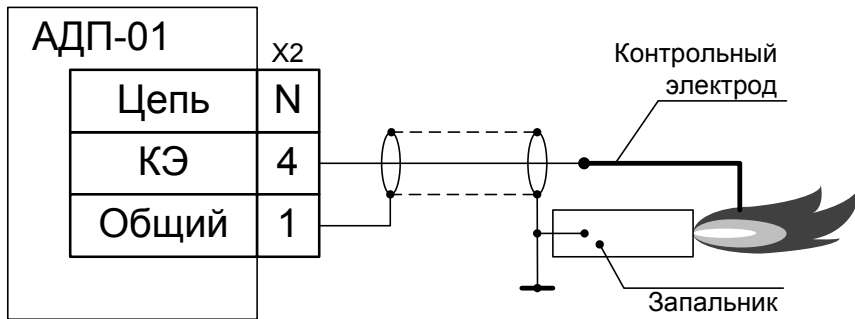 АДП-01
X2
Цепь N
КЭ 4
Общий 1
Контрольный
электрод
Запальник